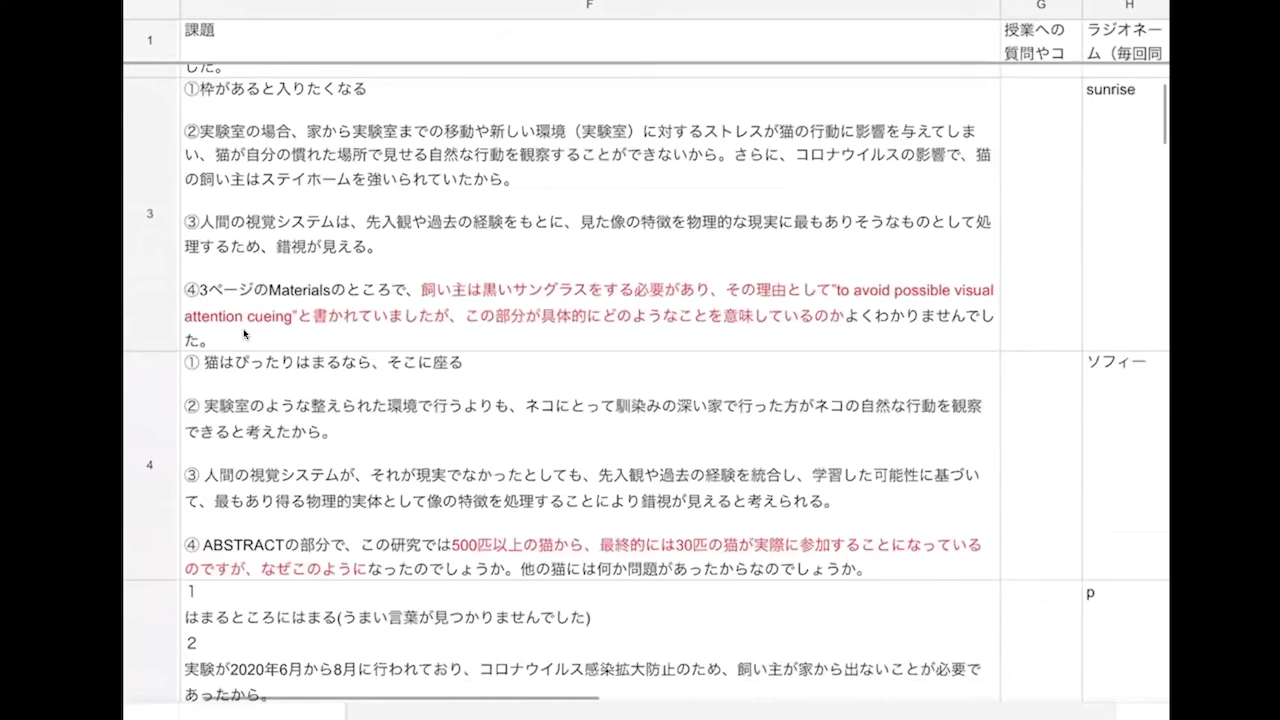 F
G
H
1
課題
授業への
質問やコ
ラジオネー
ム（毎回同
した。
①枠があると入りたくなる
sunrise
②実験室の場合、家から実験室までの移動や新しい環境（実験室）に対するストレスが猫の行動に影響を与えてしま
い、猫が自分の慣れた場所で見せる自然な行動を観察することができないから。さらに、コロナウイルスの影響で、猫
の飼い主はステイホームを強いられていたから。
3
③人間の視覚システムは、先入観や過去の経験をもとに、見た像の特徴を物理的な現実に最もありそうなものとして処
理するため、錯視が見える。
④3ページのMaterialsのところで、飼い主は黒いサングラスをする必要があり、その理由として”to avoid possible visual
attention cueing”と書かれていましたが、この部分が具体的にどのようなことを意味しているのかよくわかりませんでし
た。
① 猫はぴったりはまるなら、そこに座る
ソフィー
② 実験室のような整えられた環境で行うよりも、ネコにとって馴染みの深い家で行った方がネコの自然な行動を観察
できると考えたから。
4
③ 人間の視覚システムが、それが現実でなかったとしても、先入観や過去の経験を統合し、学習した可能性に基づい
て、最もあり得る物理的実体として像の特徴を処理することにより錯視が見えると考えられる。
④ ABSTRACTの部分で、この研究では500匹以上の猫から、最終的には30匹の猫が実際に参加することになっている
のですが、なぜこのようになったのでしょうか。他の猫には何か問題があったからなのでしょうか。
１
p
はまるところにはまる(うまい言葉が見つかりませんでした)
２
実験が2020年6月から8月に行われており、コロナウイルス感染拡大防止のため、飼い主が家から出ないことが必要で
あったから。